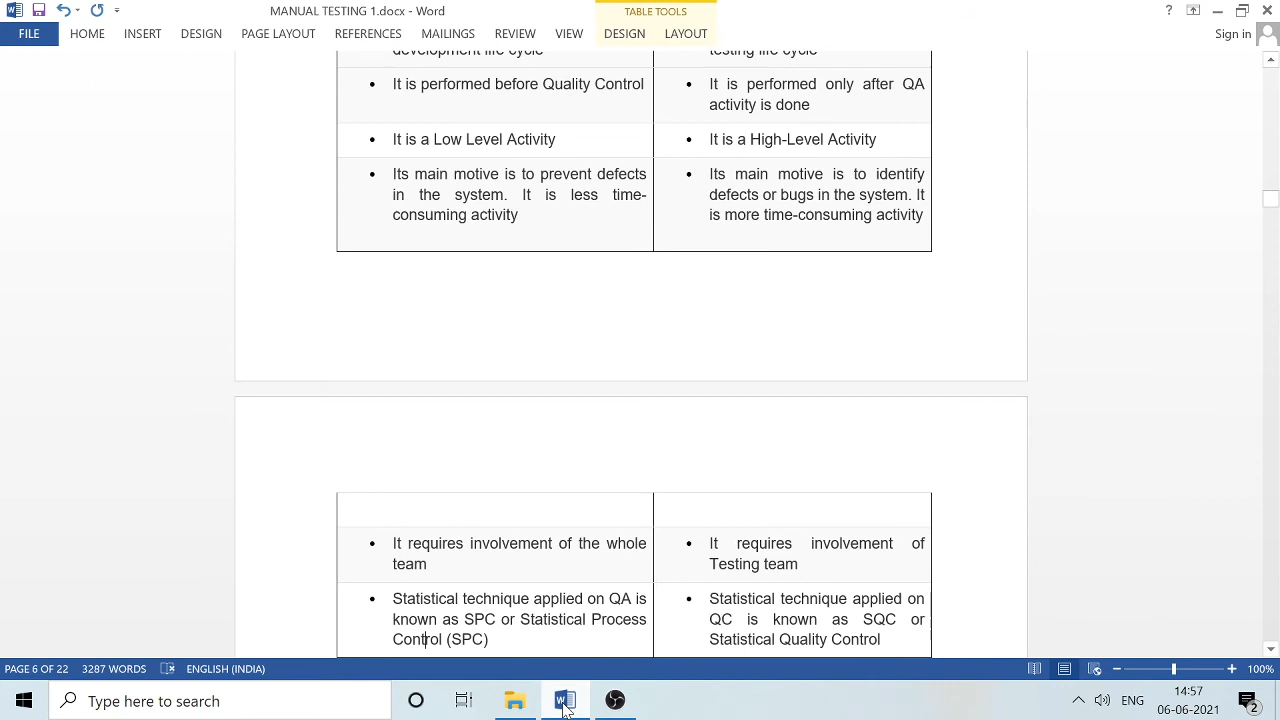 MANUAL TESTING 1.docx - Word
TABLE TOOLS
?
FILE HOME INSERT DESIGN PAGE LAYOUT REFERENCES MAILINGS REVIEW VIEW DESIGN LAYOUT Sign in
development life cycle
testing life cycle
• It is performed before Quality Control
• It is performed only after QA
activity is done
• It is a Low Level Activity
• It is a High-Level Activity
• Its main motive is to prevent defects
in the system. It is less time-
consuming activity
• Its main motive is to identify
defects or bugs in the system. It
is more time-consuming activity
• It requires involvement of the whole
team
• It requires involvement of
Testing team
• Statistical technique applied on QA is
known as SPC or Statistical Process
Control (SPC)
• Statistical technique applied on
QC is known as SQC or
Statistical Quality Control
PAGE 6 OF 22 3287 WORDS ENGLISH (INDIA) 100%
Type here to search
ENG
14:57
06-06-2021
2